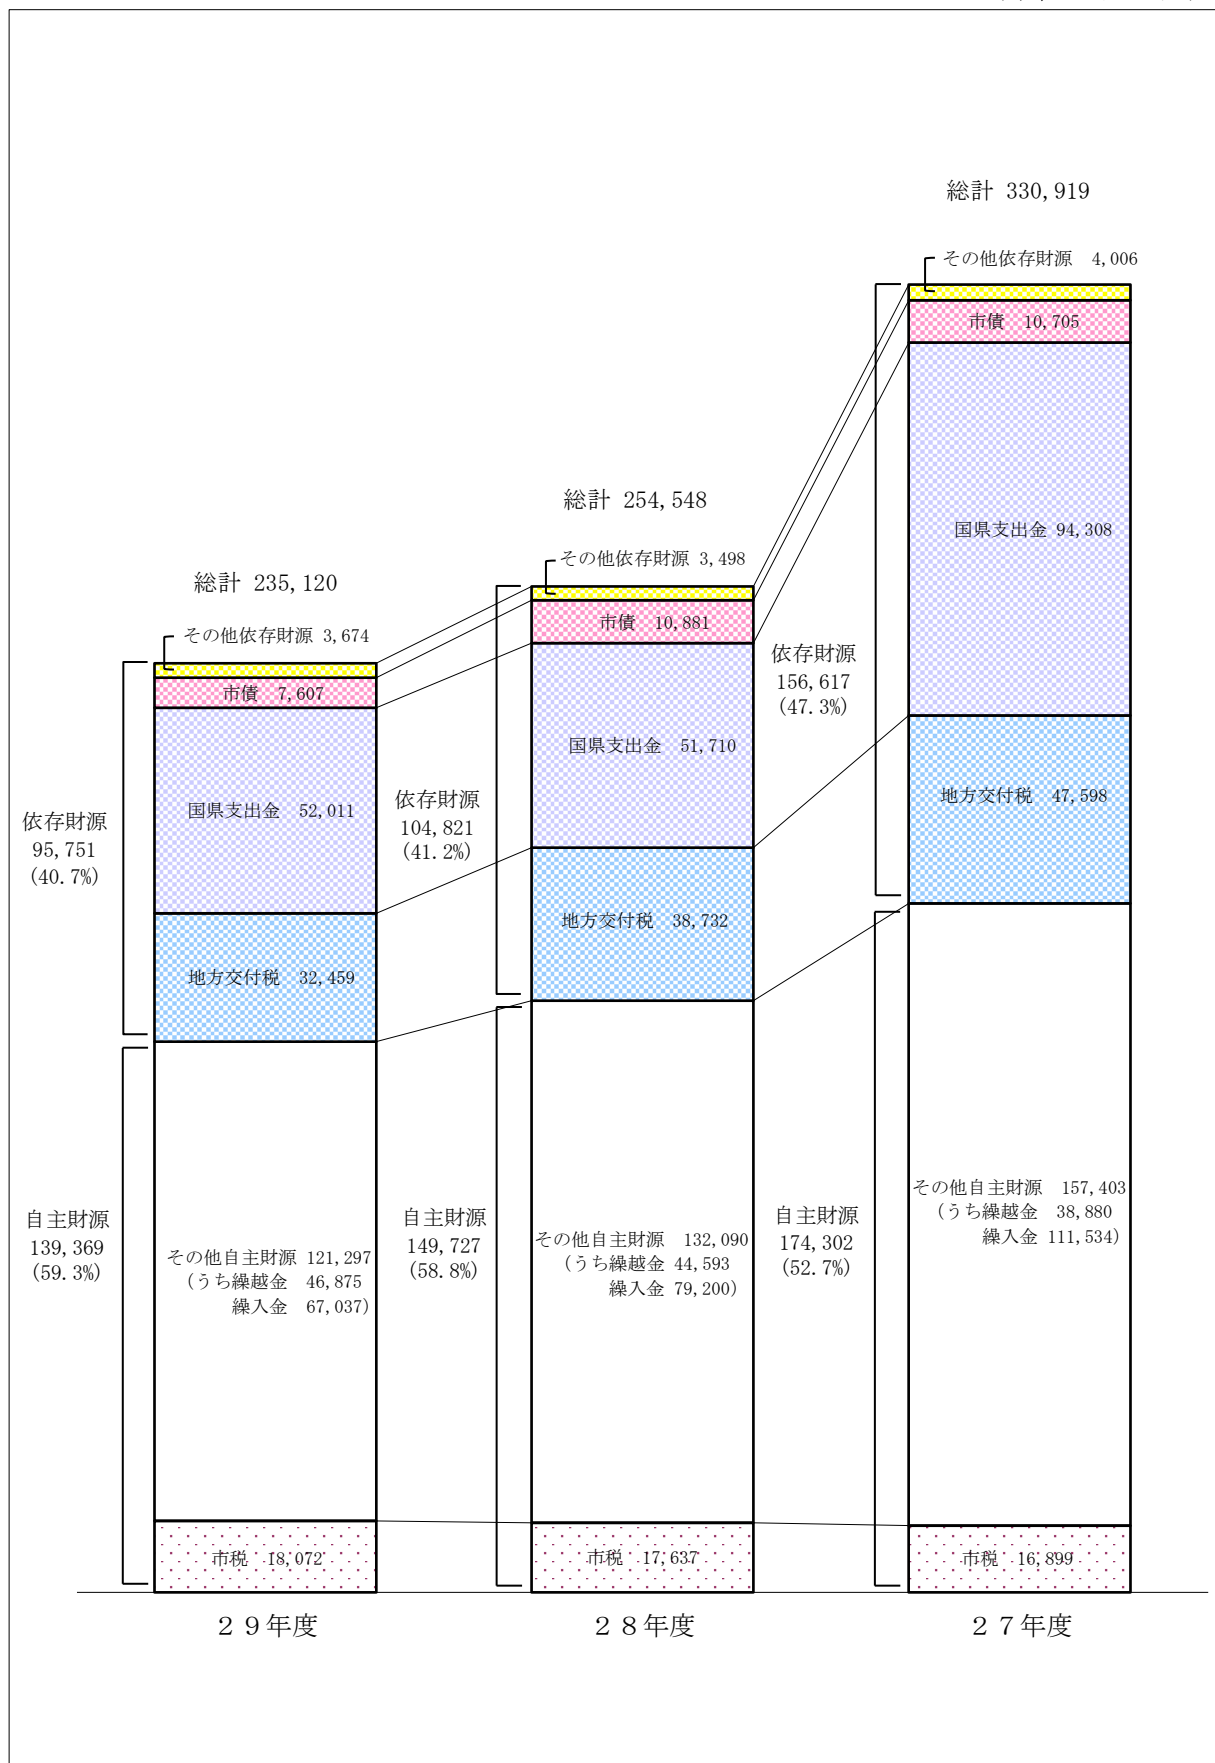 総計 330,919
その他依存財源 4,006
市債 10,705
国県支出金 94,308
総計 254,548
その他依存財源 3,498
総計 235,120
市債 10,881
その他依存財源 3,674
依存財源
156,617
(47.3%)
市債 7,607
国県支出金 51,710
地方交付税 47,598
国県支出金 52,011
依存財源
104,821
(41.2%)
依存財源
95,751
(40.7%)
地方交付税 38,732
地方交付税 32,459
その他自主財源 157,403
(うち繰越金 38,880
繰入金 111,534)
自主財源
139,369
(59.3%)
自主財源
149,727
(58.8%)
自主財源
174,302
(52.7%)
その他自主財源 132,090
(うち繰越金 44,593
繰入金 79,200)
その他自主財源 121,297
(うち繰越金 46,875
繰入金 67,037)
市税 18,072
市税 17,637
市税 16,899
29年度
28年度
27年度